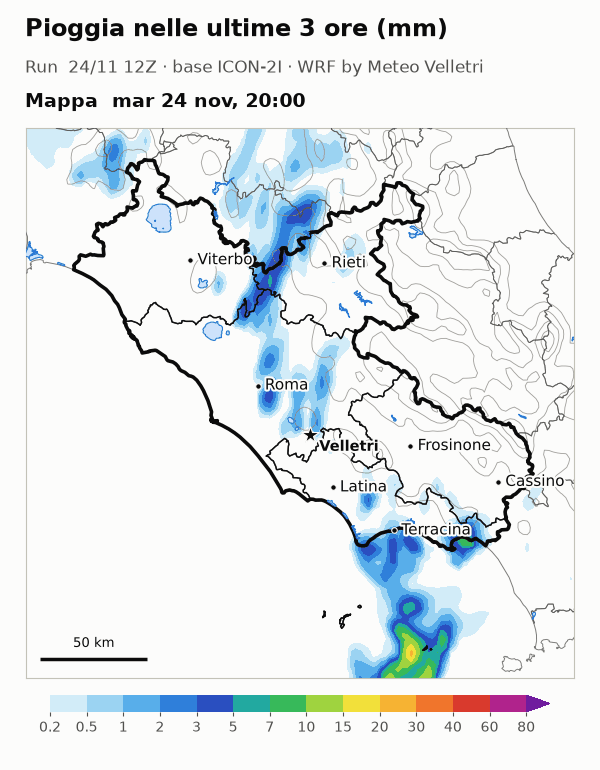 Pioggia nelle ultime 3 ore (mm)
Run  24/11 12Z · base ICON-2I · WRF by Meteo Velletri
Mappa  mar 24 nov, 20:00
Viterbo
Rieti
Roma
Velletri
Frosinone
Latina
Cassino
Terracina
50 km
0.2 0.5 1 2 3 5 7 10 15 20 30 40 60 80